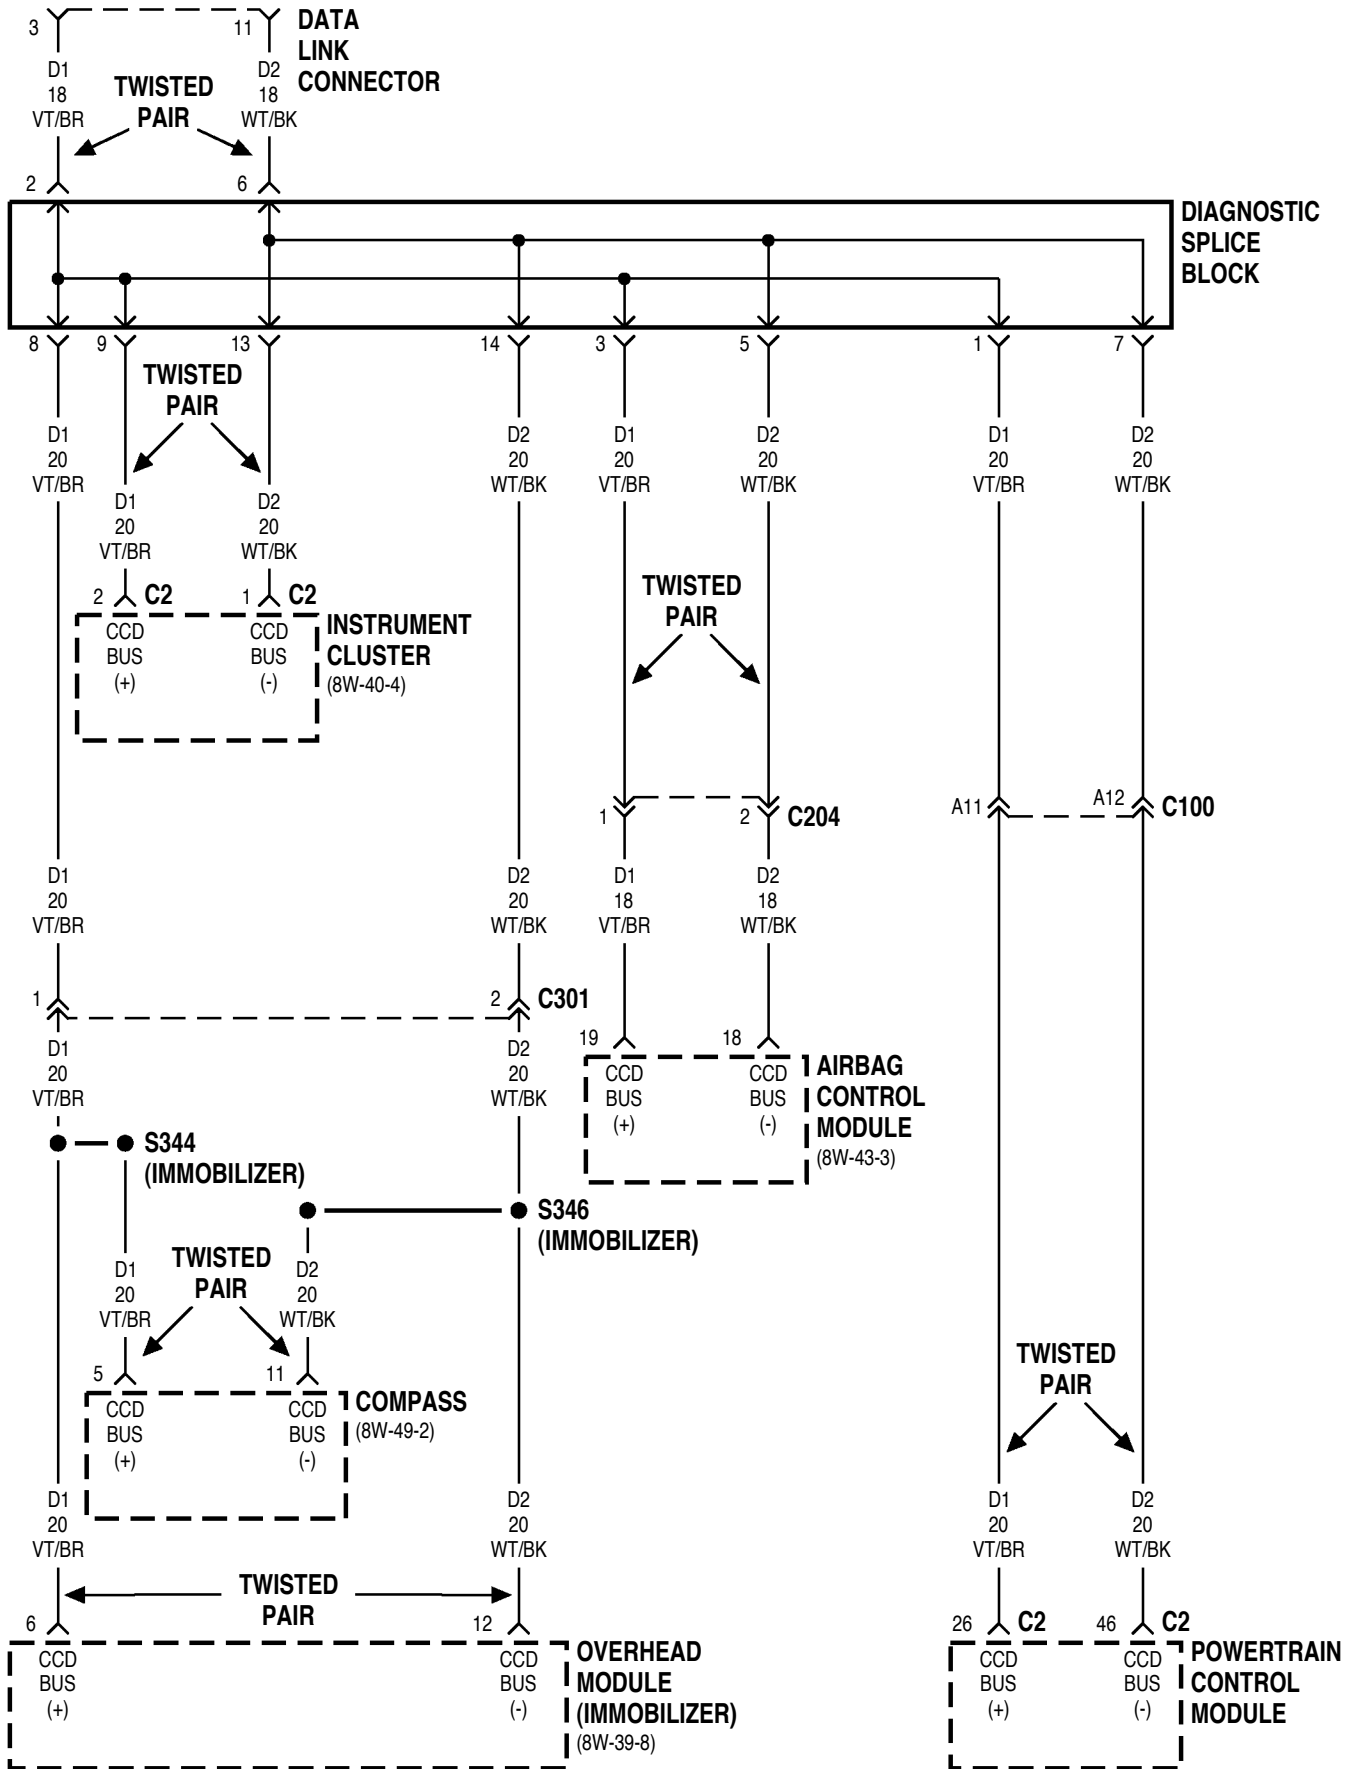 3
11
DATA
LINK
CONNECTOR
D1
18
VT/BR
TWISTED
PAIR
D2
18
WT/BK
2
6
DIAGNOSTIC
SPLICE
BLOCK
8
9
13
14
3
5
1
7
TWISTED
PAIR
D1
20
VT/BR
D2
20
WT/BK
D1
20
VT/BR
D2
20
WT/BK
D1
20
VT/BR
D2
20
WT/BK
D1
20
VT/BR
D2
20
WT/BK
2
C2
1
C2
CCD
BUS
(+)
CCD
BUS
(-)
INSTRUMENT
CLUSTER
(8W-40-4)
TWISTED
PAIR
1
2
C204
A11
A12
C100
D1
20
VT/BR
D2
20
WT/BK
D1
18
VT/BR
D2
18
WT/BK
1
2
C301
D1
20
VT/BR
D2
20
WT/BK
19
18
CCD
BUS
(+)
CCD
BUS
(-)
AIRBAG
CONTROL
MODULE
(8W-43-3)
S344
(IMMOBILIZER)
S346
(IMMOBILIZER)
TWISTED
PAIR
D1
20
VT/BR
D2
20
WT/BK
5
11
CCD
BUS
(+)
CCD
BUS
(-)
COMPASS
(8W-49-2)
TWISTED
PAIR
D1
20
VT/BR
D2
20
WT/BK
D1
20
VT/BR
D2
20
WT/BK
TWISTED
PAIR
6
12
CCD
BUS
(+)
CCD
BUS
(-)
OVERHEAD
MODULE
(IMMOBILIZER)
(8W-39-8)
26
C2
46
C2
CCD
BUS
(+)
CCD
BUS
(-)
POWERTRAIN
CONTROL
MODULE